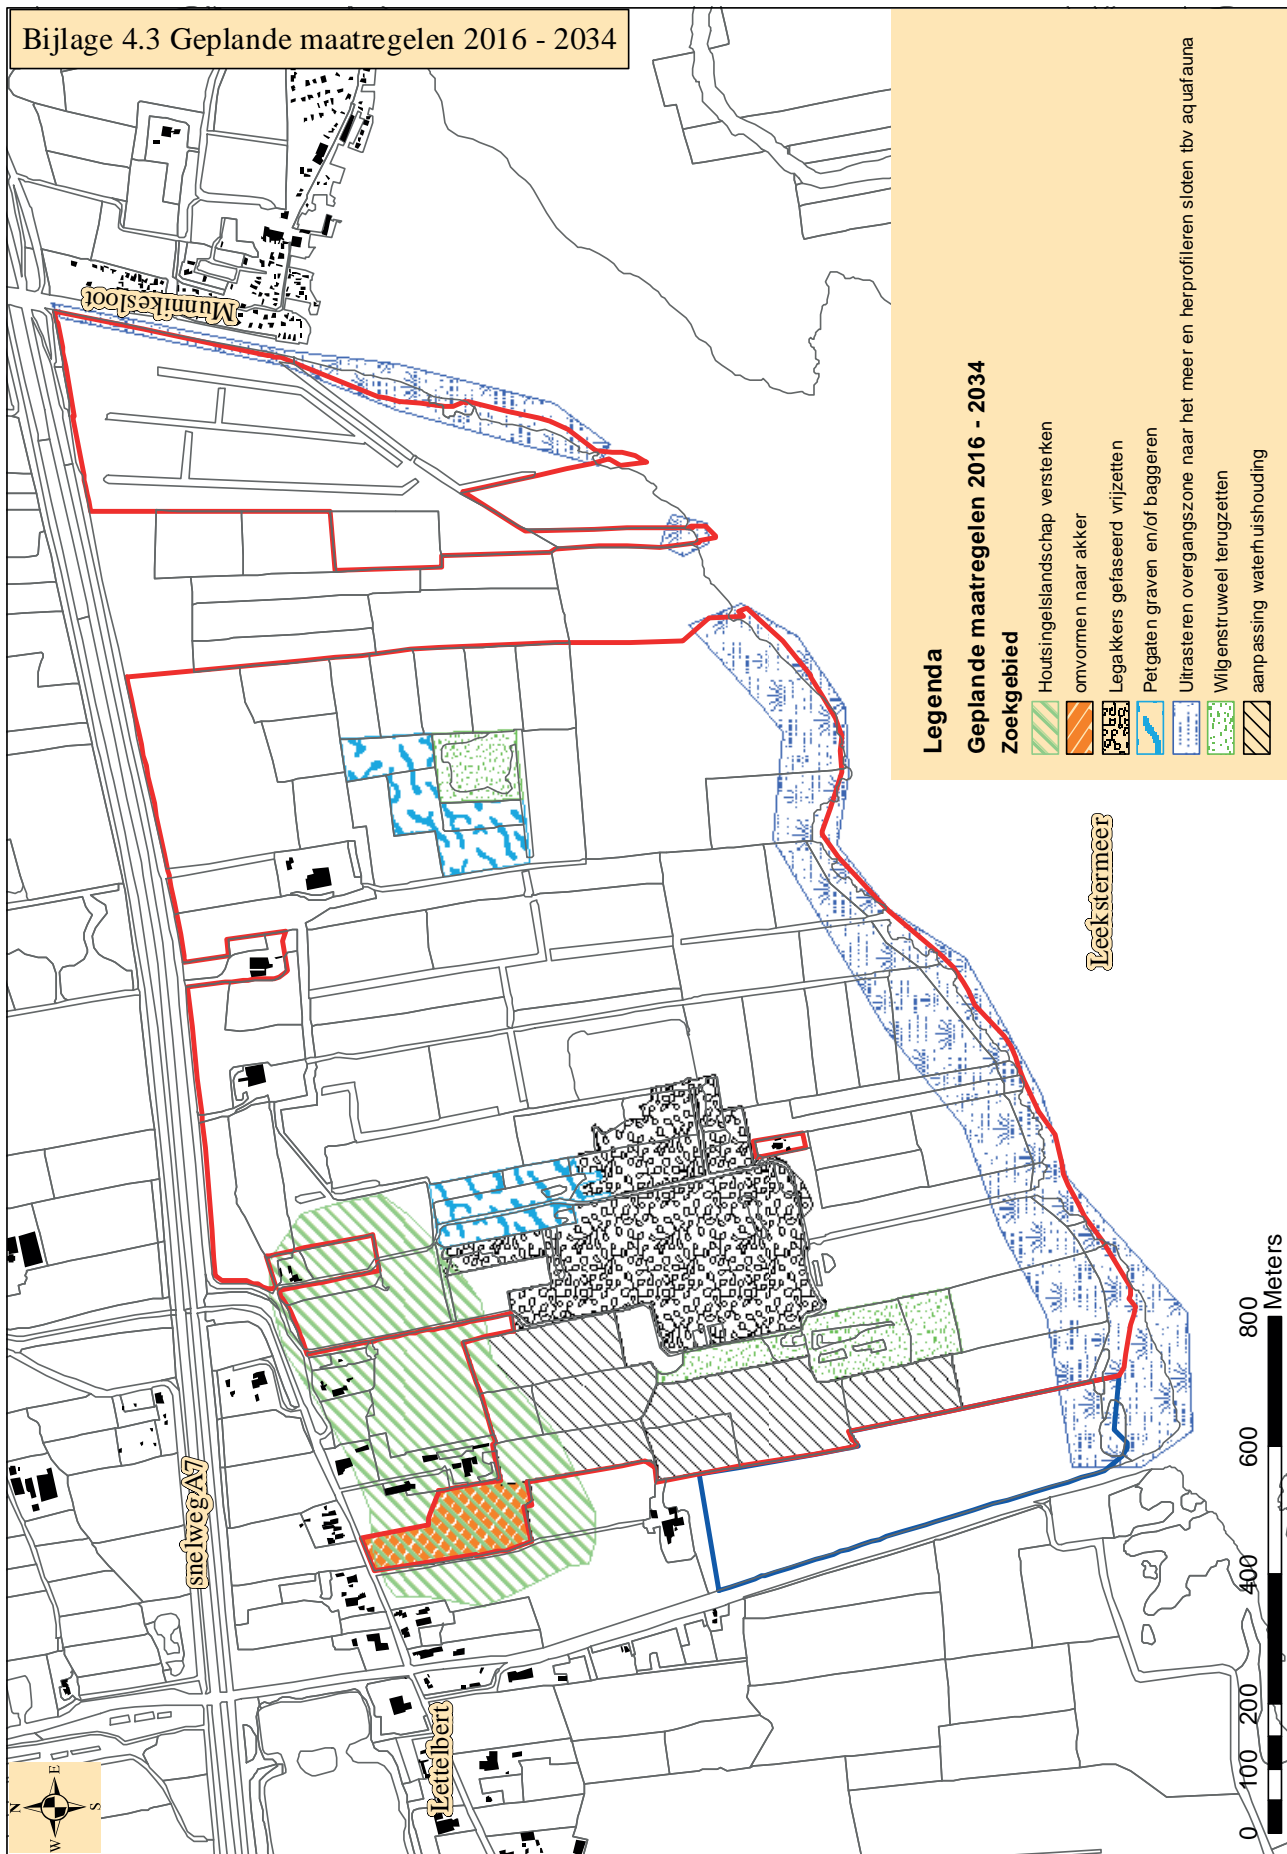 Bijlage 4.3 Geplande maatregelen 2016 - 2034
Munnikesloot
snelweg A7
Lettelbert
Leekstermeer
Legenda
Geplande maatregelen 2016 - 2034
Zoekgebied
Houtsingelslandschap versterken
omvormen naar akker
Legakkers gefaseerd vrijzetten
Petgaten graven en/of baggeren
Uitrasteren overgangszone naar het meer en herprofileren sloten tbv aquafauna
Wilgenstruweel terugzetten
aanpassing waterhuishouding
N
W
E
S
0 100 200 400 600 800
Meters